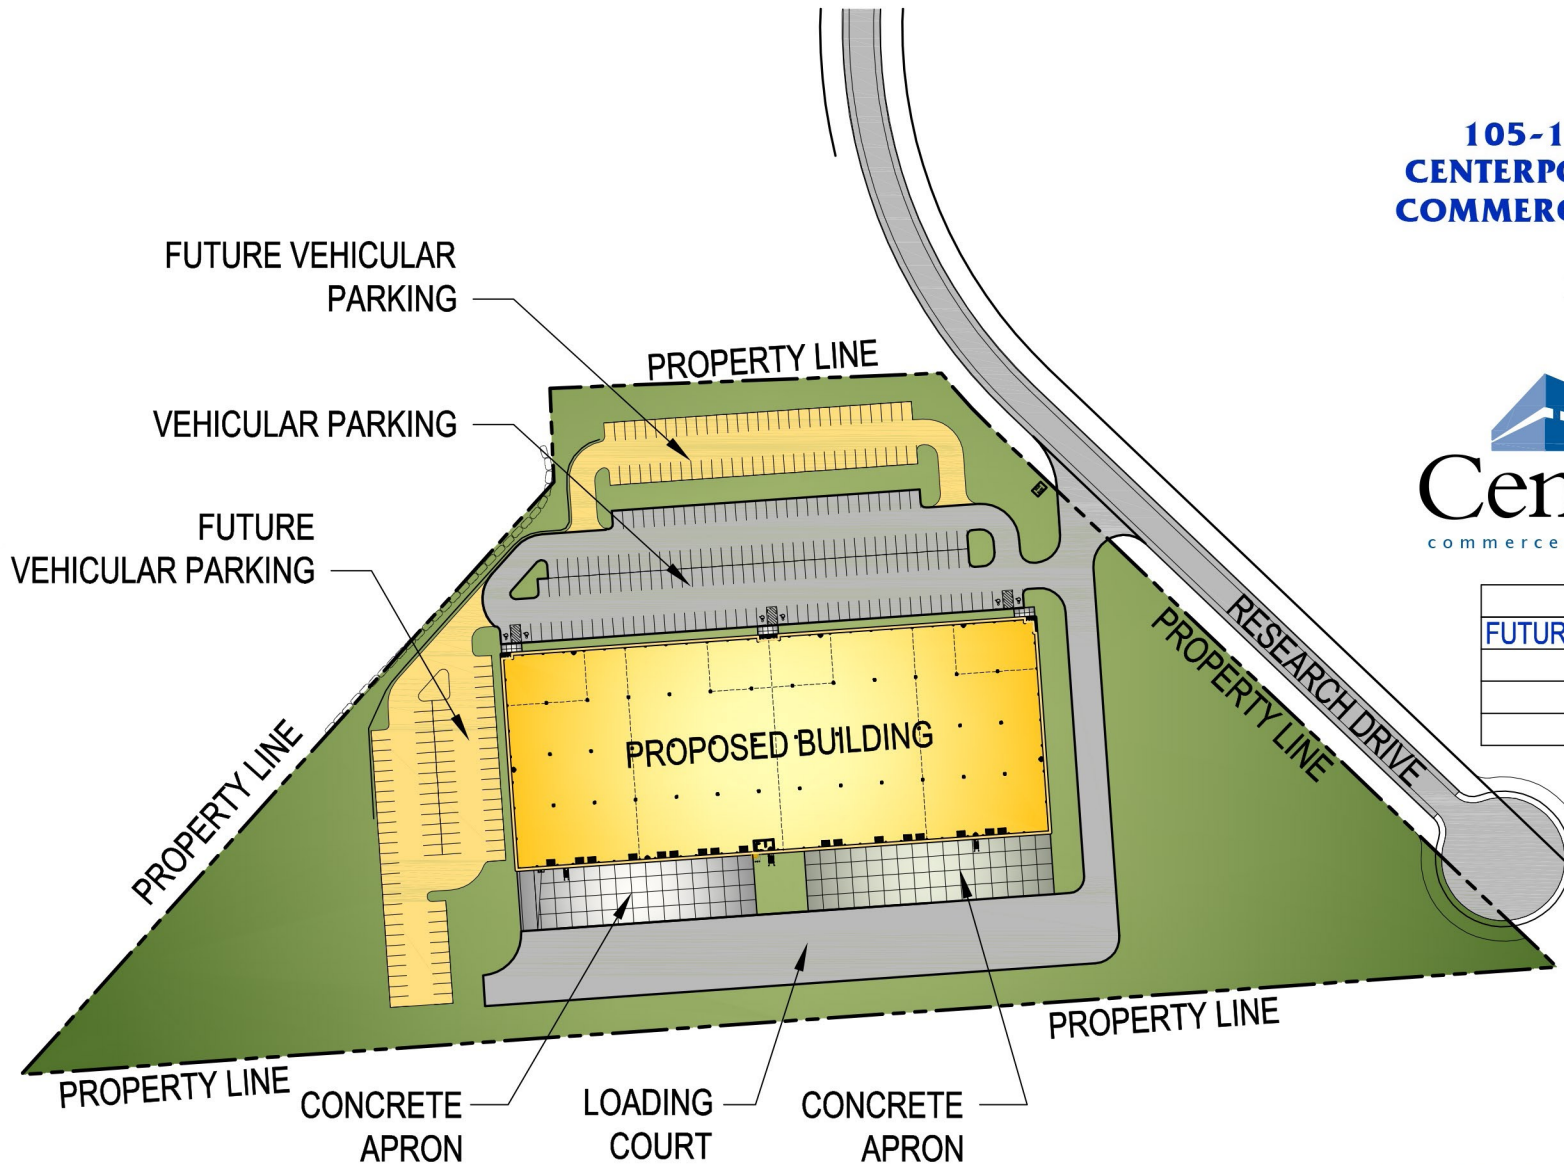 105-1
CENTERPO
COMMERC
FUTURE VEHICULAR
PARKING
PROPERTY LINE
VEHICULAR PARKING
Cen
commerce
FUTURE
VEHICULAR PARKING
FUTUR
RESEARCH DRIVE
PROPERTY LINE
PROPOSED BUILDING
PROPERTY LINE
PROPERTY LINE
PROPERTY LINE
CONCRETE
APRON
LOADING
COURT
CONCRETE
APRON